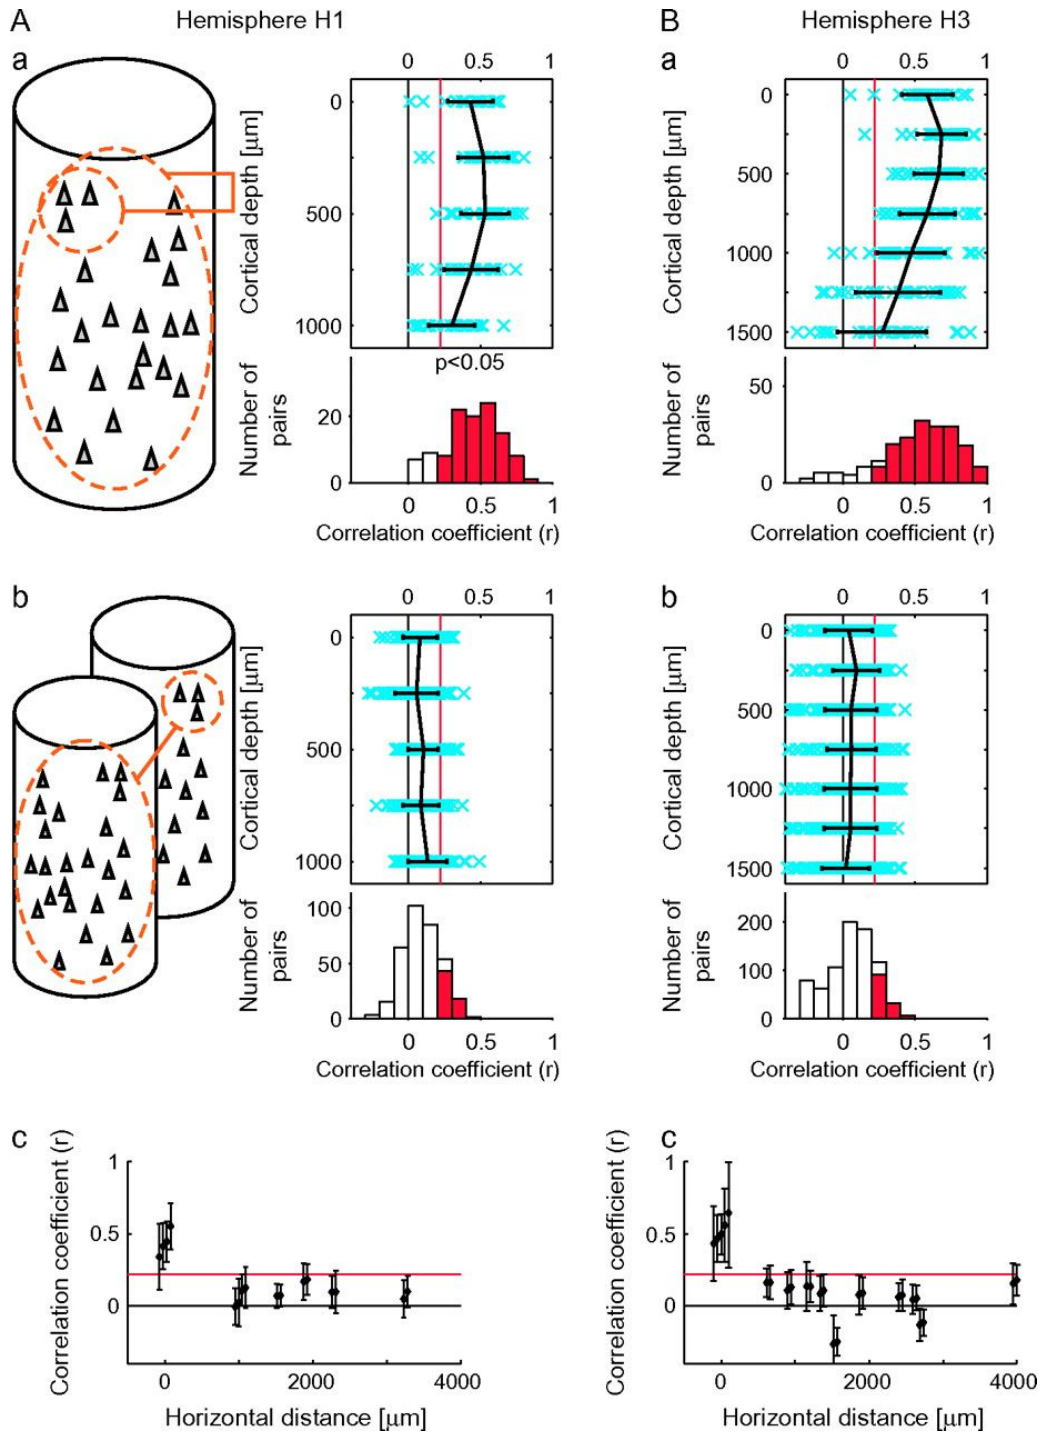 A Hemisphere H1
a
0 0.5 1
Cortical depth [µm]
0
500
1000
p<0.05
Number of pairs
20
0
0 0.5 1
Correlation coefficient (r)
b
0 0.5 1
Cortical depth [µm]
0
500
1000
Number of pairs
100
50
0
0 0.5 1
Correlation coefficient (r)
c
Correlation coefficient (r)
1
0.5
0
0 2000 4000
Horizontal distance [µm]
B Hemisphere H3
a
0 0.5 1
Cortical depth [µm]
0
500
1000
1500
Number of pairs
50
0
0 0.5 1
Correlation coefficient (r)
b
0 0.5 1
Cortical depth [µm]
0
500
1000
1500
Number of pairs
200
100
0
0 0.5 1
Correlation coefficient (r)
c
Correlation coefficient (r)
1
0.5
0
0 2000 4000
Horizontal distance [µm]